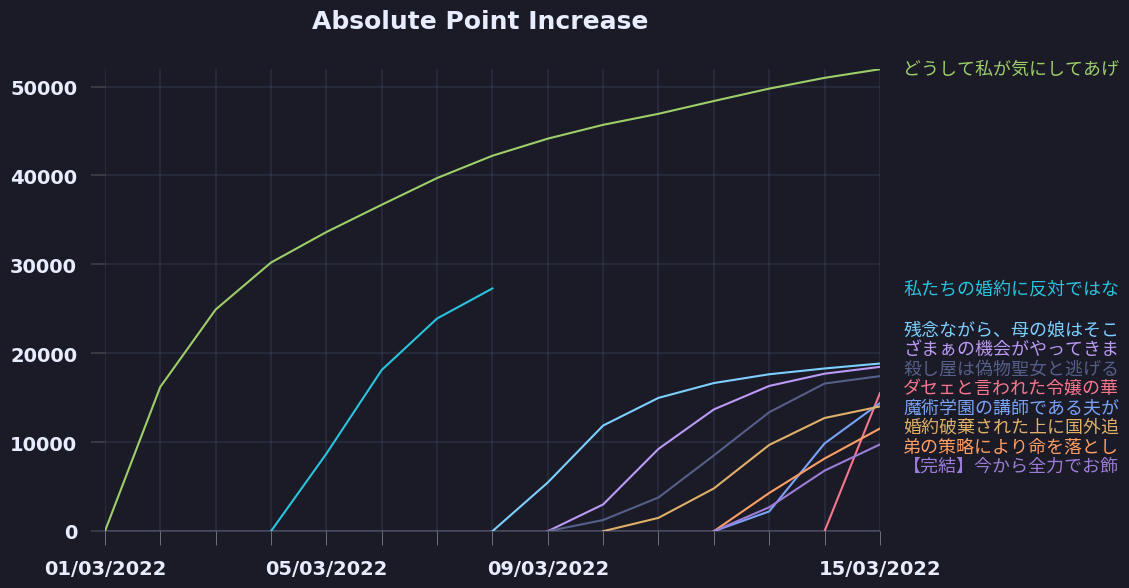 Absolute Point Increase
50000
40000
30000
20000
10000
0
01/03/2022
05/03/2022
09/03/2022
15/03/2022
どうして私が気にしてあげ
私たちの婚約に反対ではな
残念ながら、母の娘はそこ
ざまぁの機会がやってきま
殺し屋は偽物聖女と逃げる
ダセェと言われた令嬢の華
魔術学園の講師である夫が
婚約破棄された上に国外追
弟の策略により命を落とし
【完結】今から全力でお飾